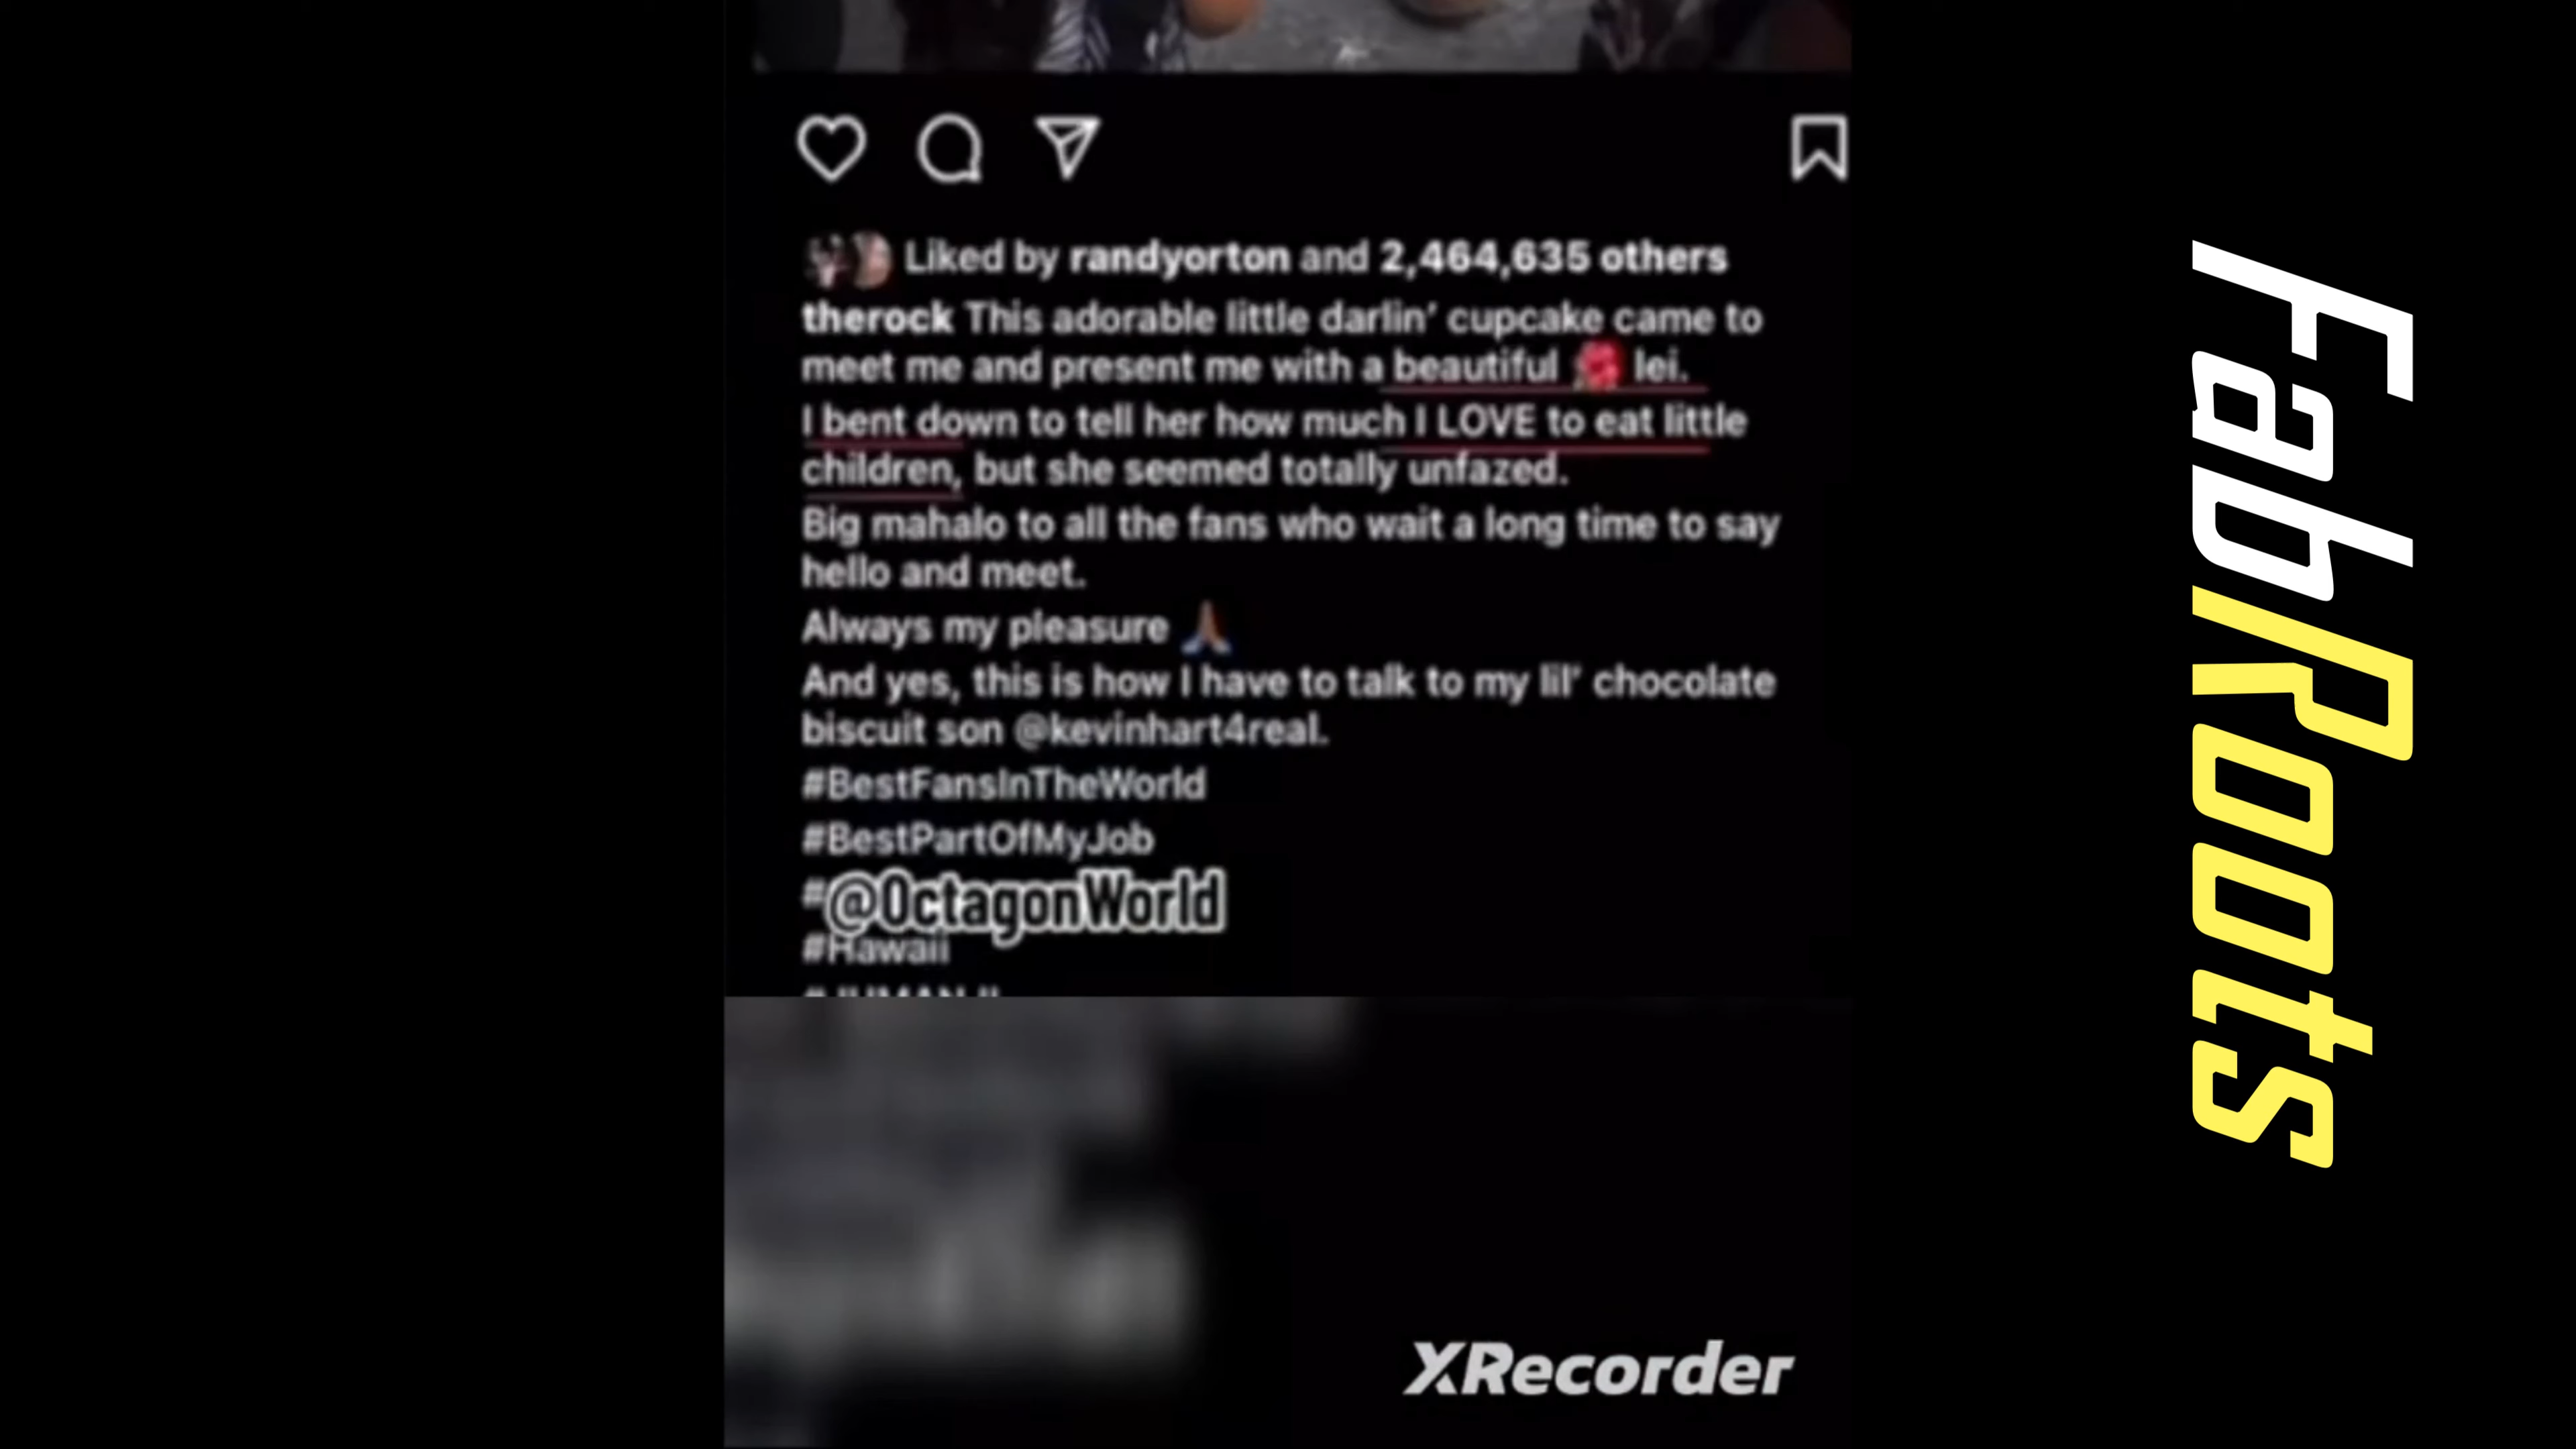 Liked by randyorton and 2,464,635 others
therock This adorable little darlin' cupcake came to
meet me and present me with a beautiful 🌺 lei.
I bent down to tell her how much I LOVE to eat little
children, but she seemed totally unfazed.
Big mahalo to all the fans who wait a long time to say
hello and meet.
Always my pleasure 🙏🏾
And yes, this is how I have to talk to my lil' chocolate
biscuit son @kevinhart4real.
#BestFansInTheWorld
#BestPartOfMyJob
#
@OctagonWorld
#Hawaii
XRecorder
FabRoots